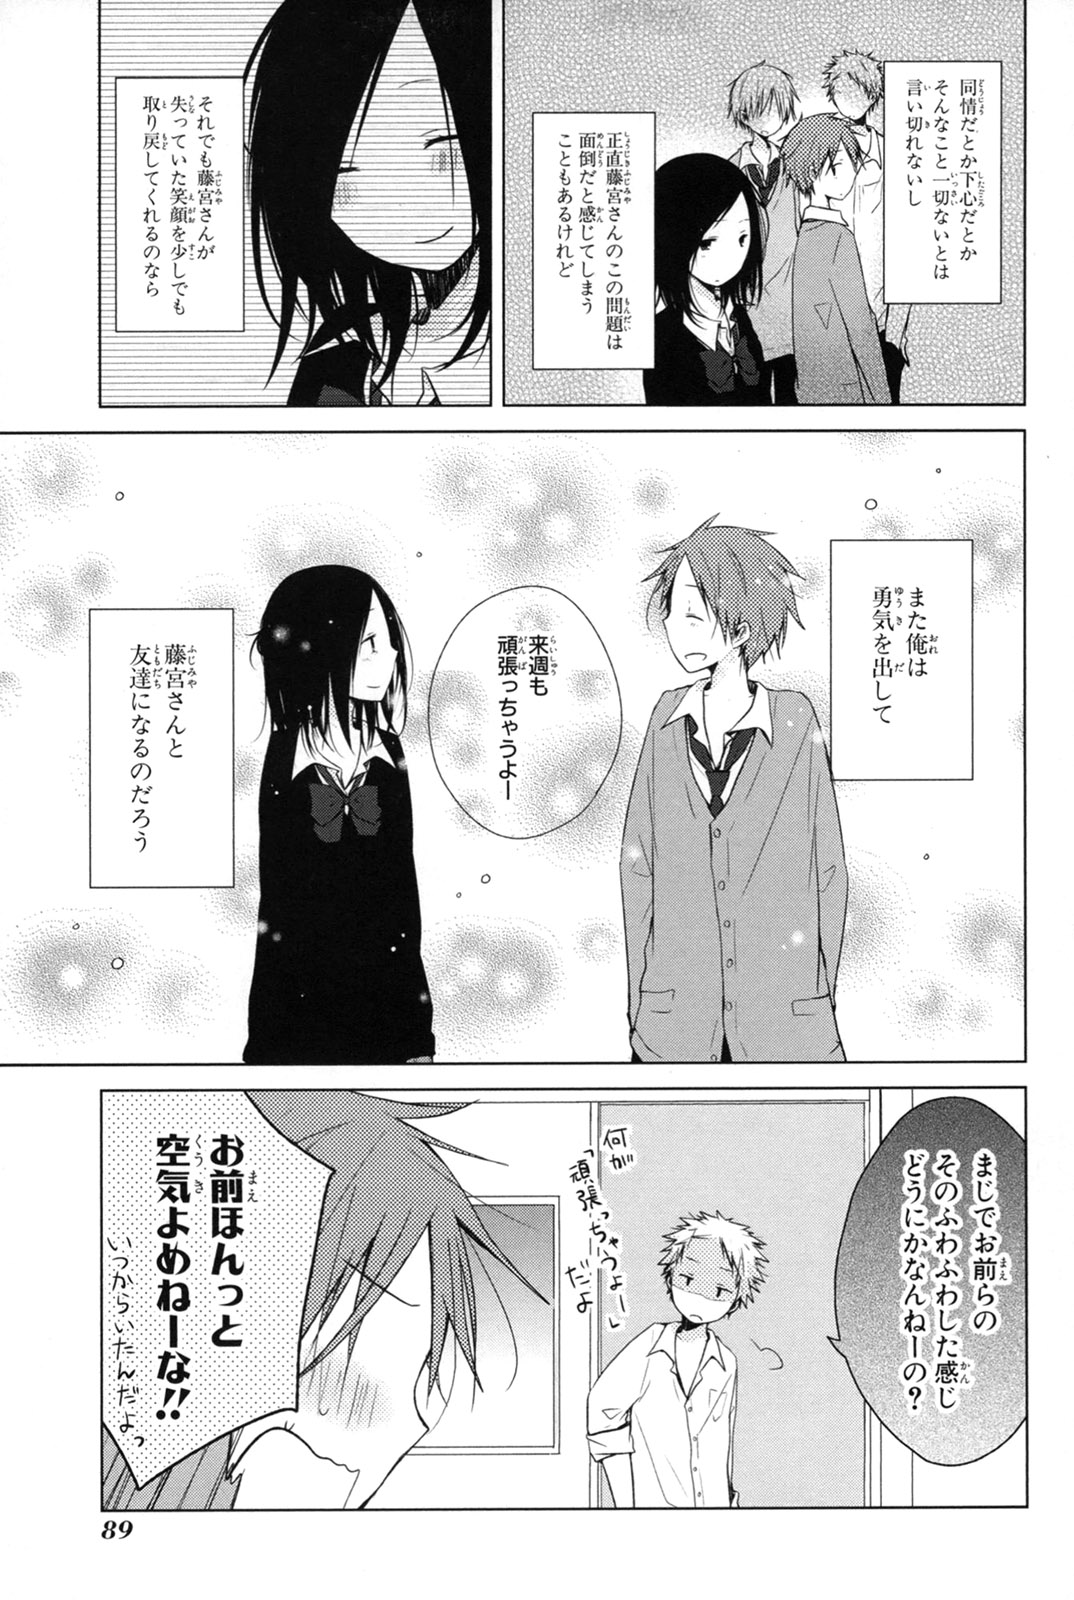 同情だとか下心だとか
そんなこと一切ないとは
言い切れないし
正直藤宮さんのこの問題は
面倒だと感じてしまう
こともあるけれど
それでも藤宮さんが
失っていた笑顔を少しでも
取り戻してくれるのなら
また俺は
勇気を出して
来週も
頑張っちゃうよー
藤宮さんと
友達になるのだろう
まじでお前らの
そのふわふわした感じ
どうにかなんねーの?
何が
「頑張っちゃうよー」
だよ
お前ほんっと
空気よめねーな!!
いつからいたんだよっ
89